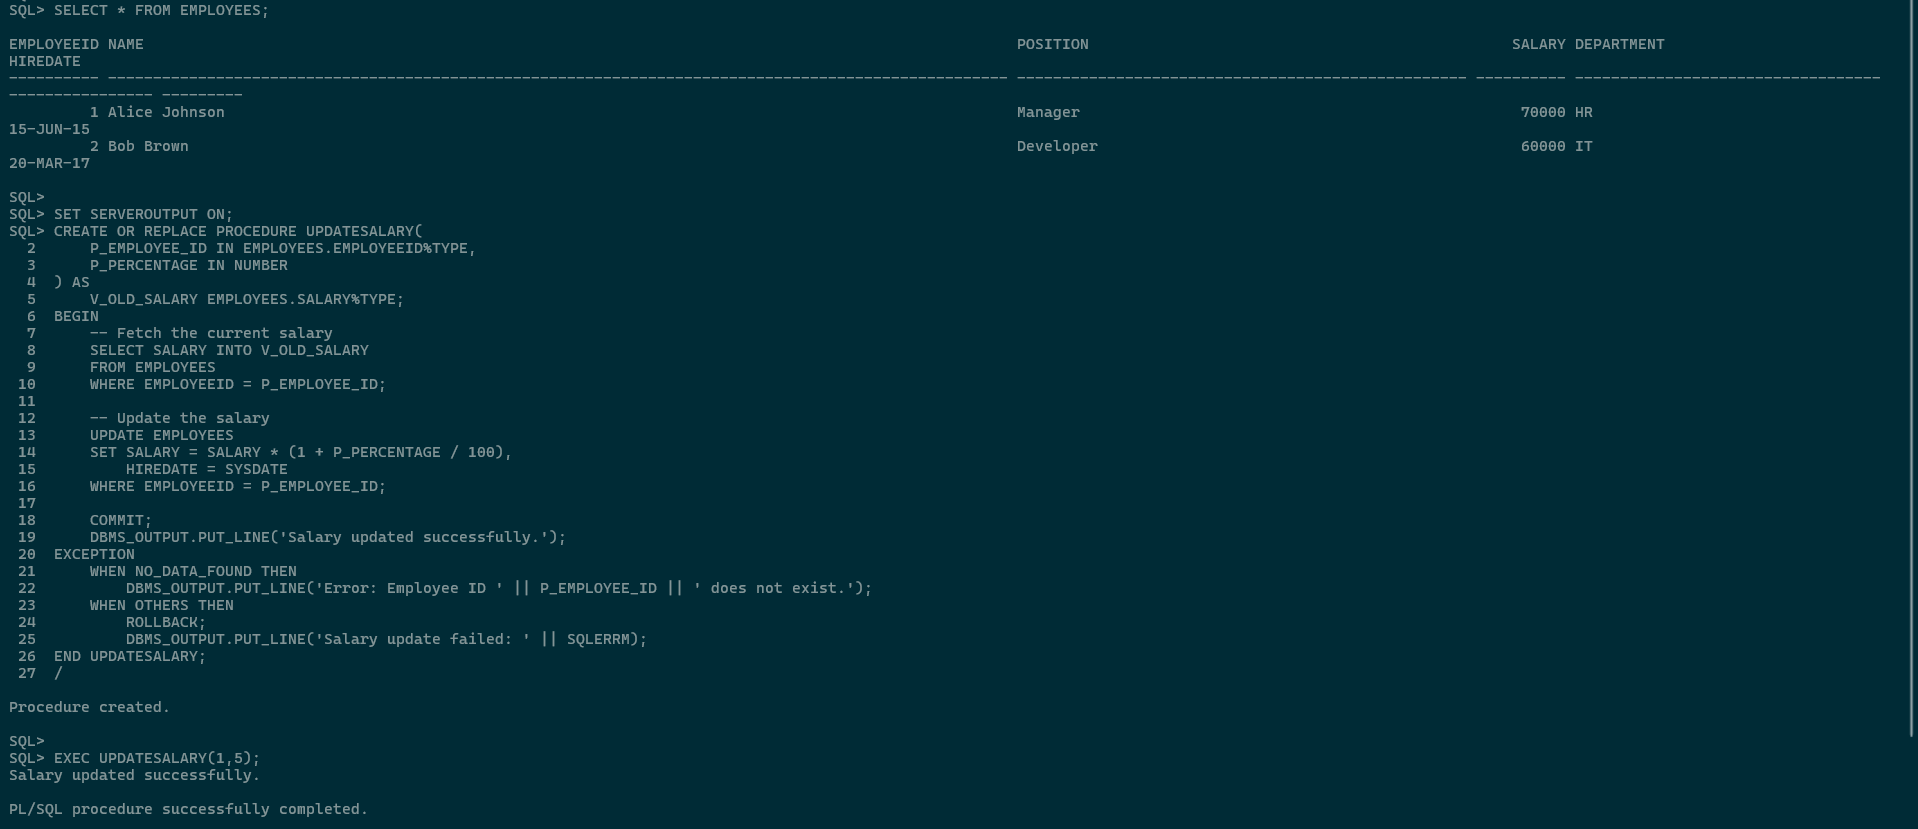 SQL> SELECT * FROM EMPLOYEES;

EMPLOYEEID NAME                                                                                                 POSITION                                               SALARY DEPARTMENT
HIREDATE
---------- ---------------------------------------------------------------------------------------------------- -------------------------------------------------- ---------- ----------------------------------
---------------- ---------
         1 Alice Johnson                                                                                        Manager                                                 70000 HR
15-JUN-15
         2 Bob Brown                                                                                            Developer                                               60000 IT
20-MAR-17

SQL>
SQL> SET SERVEROUTPUT ON;
SQL> CREATE OR REPLACE PROCEDURE UPDATESALARY(
  2      P_EMPLOYEE_ID IN EMPLOYEES.EMPLOYEEID%TYPE,
  3      P_PERCENTAGE IN NUMBER
  4  ) AS
  5      V_OLD_SALARY EMPLOYEES.SALARY%TYPE;
  6  BEGIN
  7      -- Fetch the current salary
  8      SELECT SALARY INTO V_OLD_SALARY
  9      FROM EMPLOYEES
 10      WHERE EMPLOYEEID = P_EMPLOYEE_ID;
 11
 12      -- Update the salary
 13      UPDATE EMPLOYEES
 14      SET SALARY = SALARY * (1 + P_PERCENTAGE / 100),
 15          HIREDATE = SYSDATE
 16      WHERE EMPLOYEEID = P_EMPLOYEE_ID;
 17
 18      COMMIT;
 19      DBMS_OUTPUT.PUT_LINE('Salary updated successfully.');
 20  EXCEPTION
 21      WHEN NO_DATA_FOUND THEN
 22          DBMS_OUTPUT.PUT_LINE('Error: Employee ID ' || P_EMPLOYEE_ID || ' does not exist.');
 23      WHEN OTHERS THEN
 24          ROLLBACK;
 25          DBMS_OUTPUT.PUT_LINE('Salary update failed: ' || SQLERRM);
 26  END UPDATESALARY;
 27  /

Procedure created.

SQL>
SQL> EXEC UPDATESALARY(1,5);
Salary updated successfully.

PL/SQL procedure successfully completed.